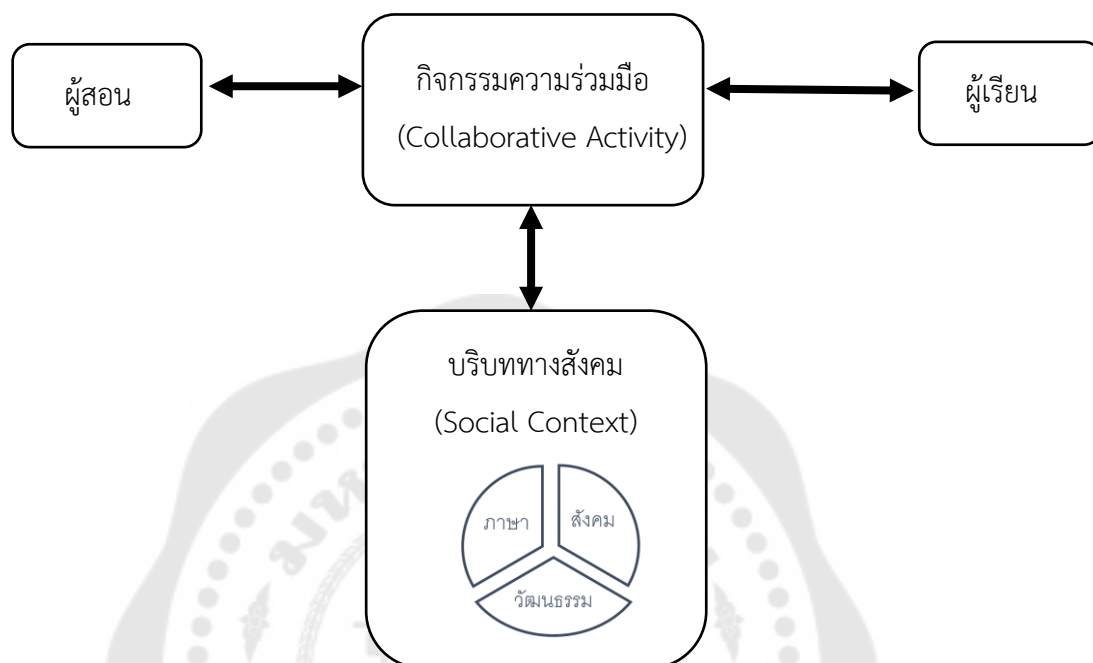 ผู้สอน
กิจกรรมความร่วมมือ
(Collaborative Activity)
ผู้เรียน
บริบททางสังคม
(Social Context)
ภาษา
สังคม
วัฒนธรรม